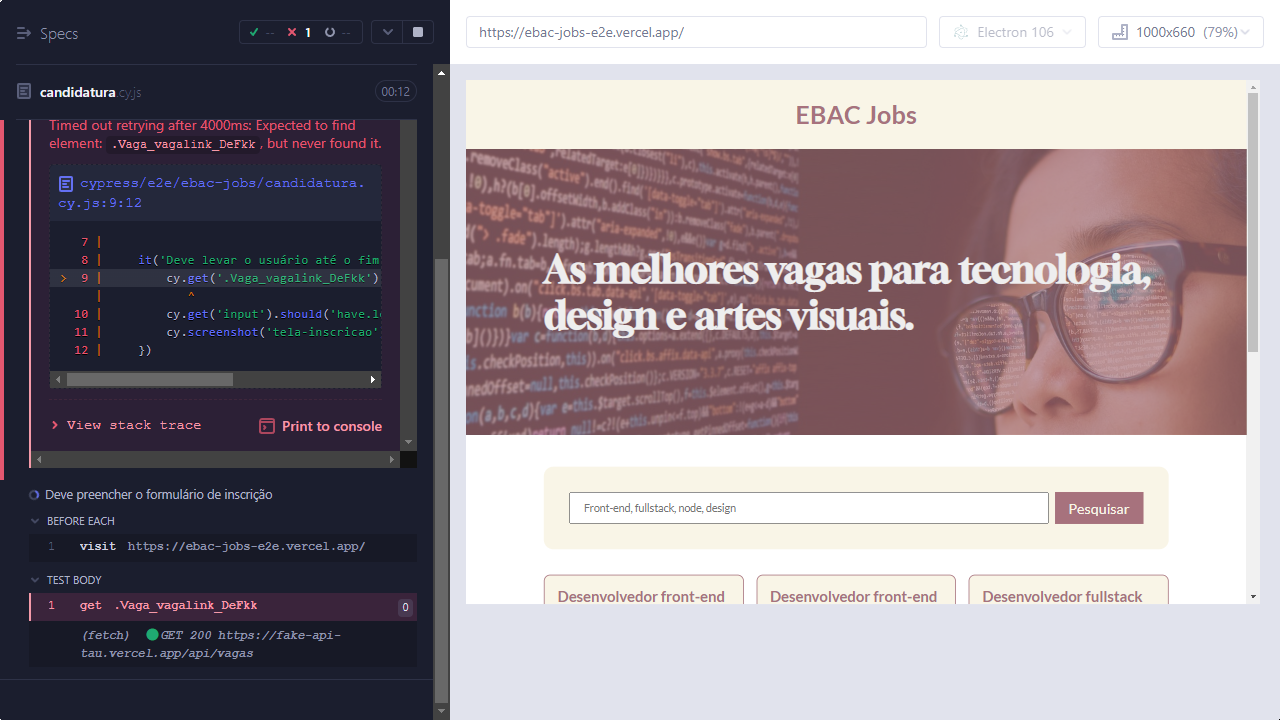 Specs
-- 1 --
candidatura.cy.js
00:12
Timed out retrying after 4000ms: Expected to find
element: .Vaga_vagalink_DeFkk, but never found it.
cypress/e2e/ebac-jobs/candidatura.
cy.js:9:12
7 |
8 | it('Deve levar o usuário até o fim
> 9 | cy.get('.Vaga_vagalink_DeFkk')
| ^
10 | cy.get('input').should('have.le
11 | cy.screenshot('tela-inscricao'
12 | })
View stack trace
Print to console
Deve preencher o formulário de inscrição
BEFORE EACH
1 visit https://ebac-jobs-e2e.vercel.app/
TEST BODY
1 get .Vaga_vagalink_DeFkk 0
(fetch) GET 200 https://fake-api-
tau.vercel.app/api/vagas
https://ebac-jobs-e2e.vercel.app/
Electron 106
1000x660 (79%)
EBAC Jobs
As melhores vagas para tecnologia,
design e artes visuais.
Front-end, fullstack, node, design
Pesquisar
Desenvolvedor front-end
Desenvolvedor front-end
Desenvolvedor fullstack